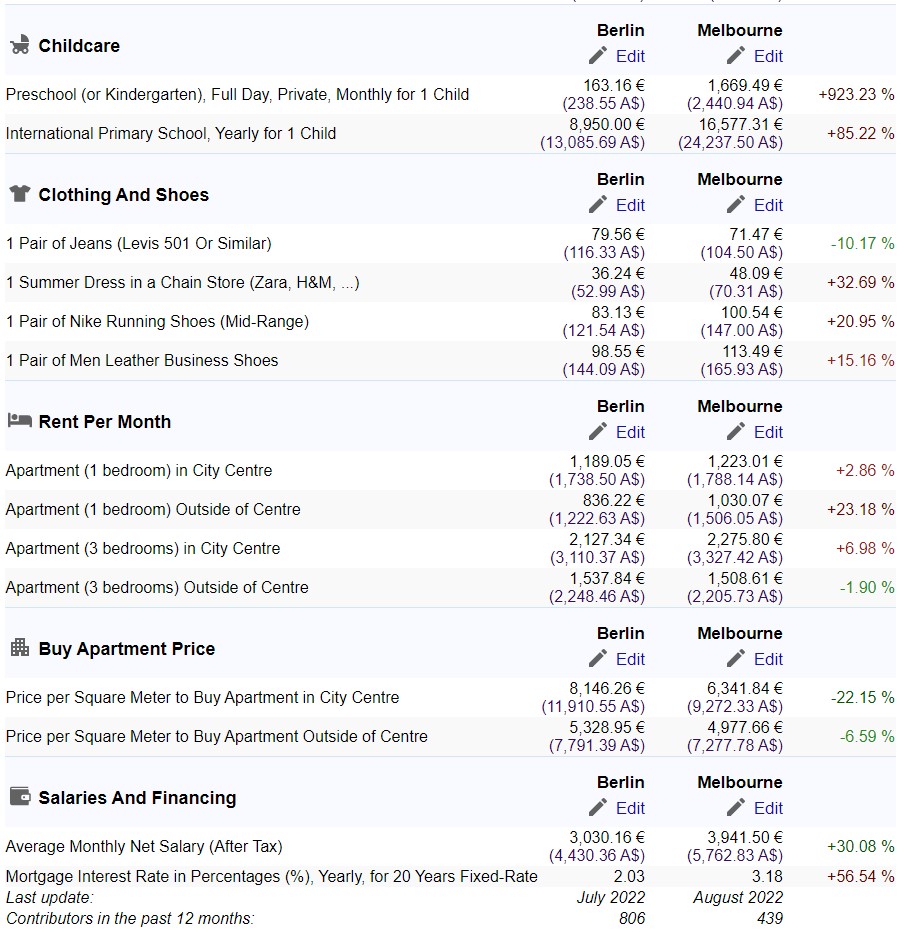 Berlin Melbourne
Childcare
Edit Edit
163.16 € 1,669.49 €
Preschool (or Kindergarten), Full Day, Private, Monthly for 1 Child +923.23 %
(238.55 A$) (2,440.94 A$)
8,950.00 € 16,577.31 €
International Primary School, Yearly for 1 Child +85.22 %
(13,085.69 A$) (24,237.50 A$)
Berlin Melbourne
Clothing And Shoes
Edit Edit
79.56 € 71.47 €
1 Pair of Jeans (Levis 501 Or Similar) -10.17 %
(116.33 A$) (104.50 A$)
36.24 € 48.09 €
1 Summer Dress in a Chain Store (Zara, H&M, ...) +32.69 %
(52.99 A$) (70.31 A$)
83.13 € 100.54 €
1 Pair of Nike Running Shoes (Mid-Range) +20.95 %
(121.54 A$) (147.00 A$)
98.55 € 113.49 €
1 Pair of Men Leather Business Shoes +15.16 %
(144.09 A$) (165.93 A$)
Berlin Melbourne
Rent Per Month
Edit Edit
1,189.05 € 1,223.01 €
Apartment (1 bedroom) in City Centre +2.86 %
(1,738.50 A$) (1,788.14 A$)
836.22 € 1,030.07 €
Apartment (1 bedroom) Outside of Centre +23.18 %
(1,222.63 A$) (1,506.05 A$)
2,127.34 € 2,275.80 €
Apartment (3 bedrooms) in City Centre +6.98 %
(3,110.37 A$) (3,327.42 A$)
1,537.84 € 1,508.61 €
Apartment (3 bedrooms) Outside of Centre -1.90 %
(2,248.46 A$) (2,205.73 A$)
Berlin Melbourne
Buy Apartment Price
Edit Edit
8,146.26 € 6,341.84 €
Price per Square Meter to Buy Apartment in City Centre -22.15 %
(11,910.55 A$) (9,272.33 A$)
5,328.95 € 4,977.66 €
Price per Square Meter to Buy Apartment Outside of Centre -6.59 %
(7,791.39 A$) (7,277.78 A$)
Berlin Melbourne
Salaries And Financing
Edit Edit
3,030.16 € 3,941.50 €
Average Monthly Net Salary (After Tax) +30.08 %
(4,430.36 A$) (5,762.83 A$)
Mortgage Interest Rate in Percentages (%), Yearly, for 20 Years Fixed-Rate 2.03 3.18 +56.54 %
Last update: July 2022 August 2022
Contributors in the past 12 months: 806 439